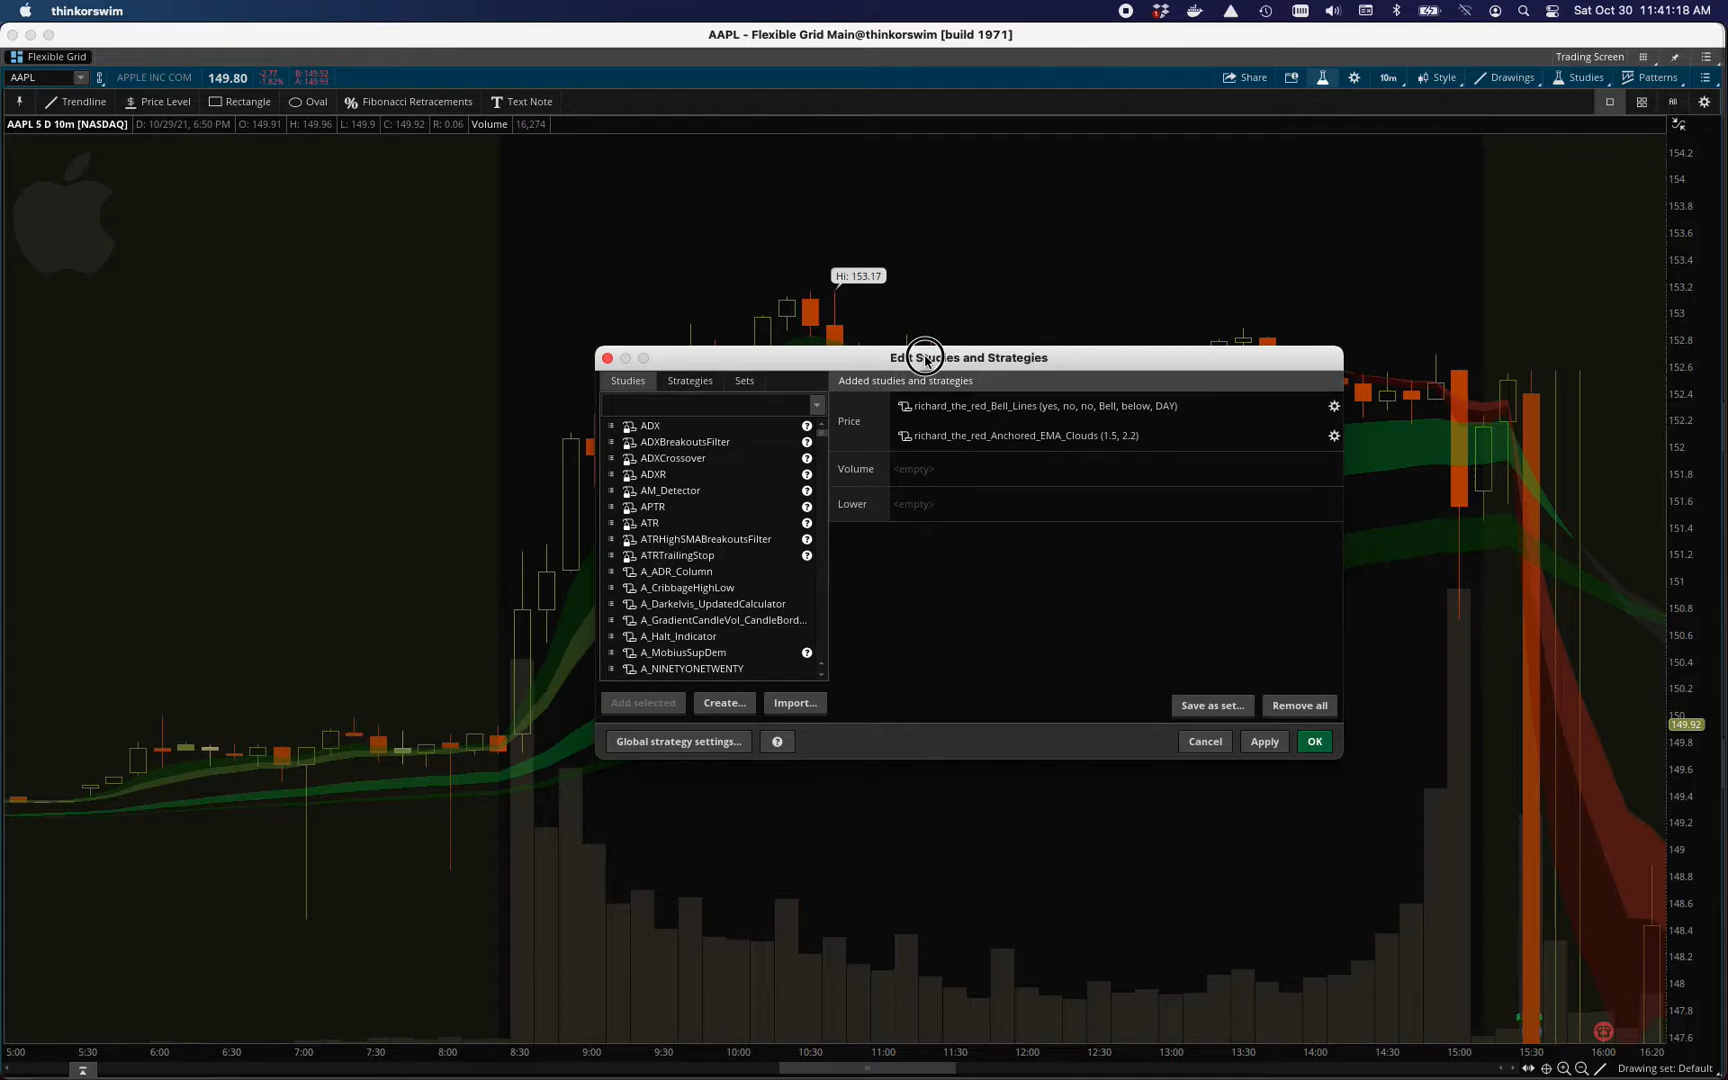 thinkorswim
Sat Oct 30 11:41:18 AM
AAPL - Flexible Grid Main@thinkorswim [build 1971]
Flexible Grid
Trading Screen
AAPL
APPLE INC COM
149.80
-2.77
-1.82%
B: 149.92
A: 149.93
Share
10m
Style
Drawings
Studies
Patterns
Trendline
Price Level
Rectangle
Oval
Fibonacci Retracements
Text Note
All
AAPL 5 D 10m [NASDAQ]
D: 10/29/21, 6:50 PM
O: 149.91
H: 149.96
L: 149.9
C: 149.92
R: 0.06
Volume
16,274
Hi: 153.17
Edit Studies and Strategies
Studies
Strategies
Sets
Added studies and strategies
ADX
ADXBreakoutsFilter
ADXCrossover
ADXR
AM_Detector
APTR
ATR
ATRHighSMABreakoutsFilter
ATRTrailingStop
A_ADR_Column
A_CribbageHighLow
A_Darkelvis_UpdatedCalculator
A_GradientCandleVol_CandleBord...
A_Halt_Indicator
A_MobiusSupDem
A_NINETYONETWENTY
Price
richard_the_red_Bell_Lines (yes, no, no, Bell, below, DAY)
richard_the_red_Anchored_EMA_Clouds (1.5, 2.2)
Volume
<empty>
Lower
<empty>
Add selected
Create...
Import...
Save as set...
Remove all
Global strategy settings...
?
Cancel
Apply
OK
154.2
154
153.8
153.6
153.4
153.2
153
152.8
152.6
152.4
152.2
152
151.8
151.6
151.4
151.2
151
150.8
150.6
150.4
150.2
150
149.92
149.8
149.6
149.4
149.2
149
148.8
148.6
148.4
148.2
148
147.8
147.6
5:00
5:30
6:00
6:30
7:00
7:30
8:00
8:30
9:00
9:30
10:00
10:30
11:00
11:30
12:00
12:30
13:00
13:30
14:00
14:30
15:00
15:30
16:00
16:20
Drawing set: Default